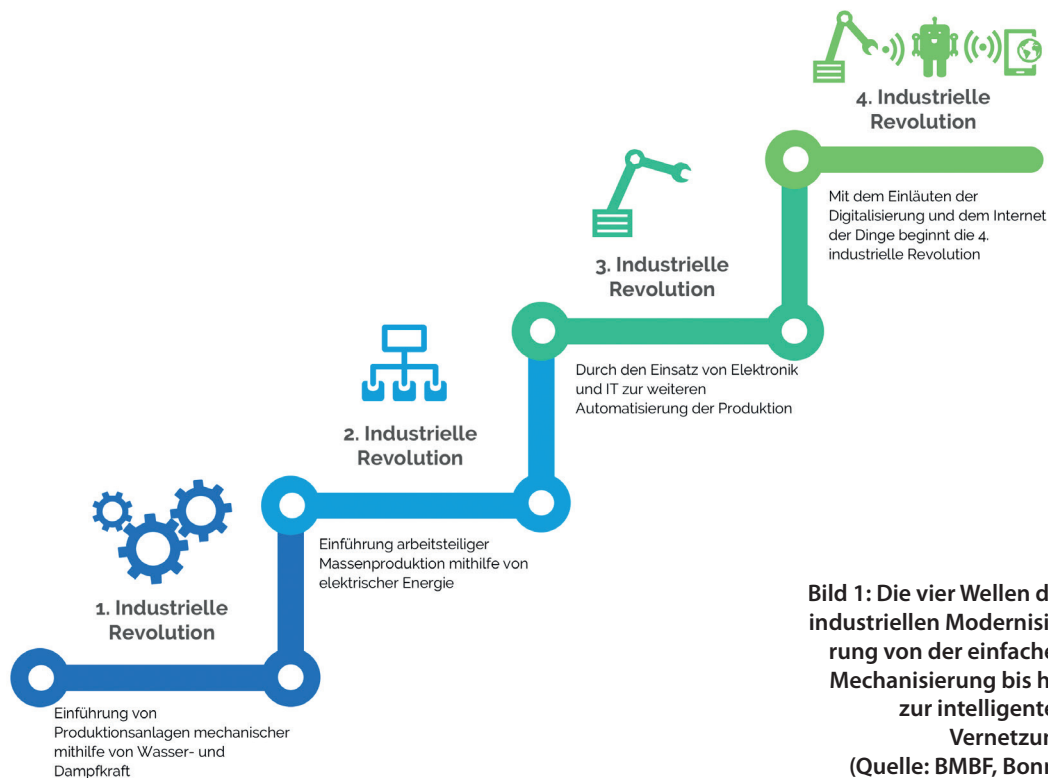 4. Industrielle
Revolution
Mit dem Einläuten der
Digitalisierung und dem Internet
der Dinge beginnt die 4.
industrielle Revolution
3. Industrielle
Revolution
Durch den Einsatz von Elektronik
und IT zur weiteren
Automatisierung der Produktion
2. Industrielle
Revolution
Einführung arbeitsteiliger
Massenproduktion mithilfe von
elektrischer Energie
1. Industrielle
Revolution
Einführung von
Produktionsanlagen mechanischer
mithilfe von Wasser- und
Dampfkraft
Bild 1: Die vier Wellen d
industriellen Modernisi
rung von der einfache
Mechanisierung bis h
zur intelligente
Vernetzun
(Quelle: BMBF, Bonn